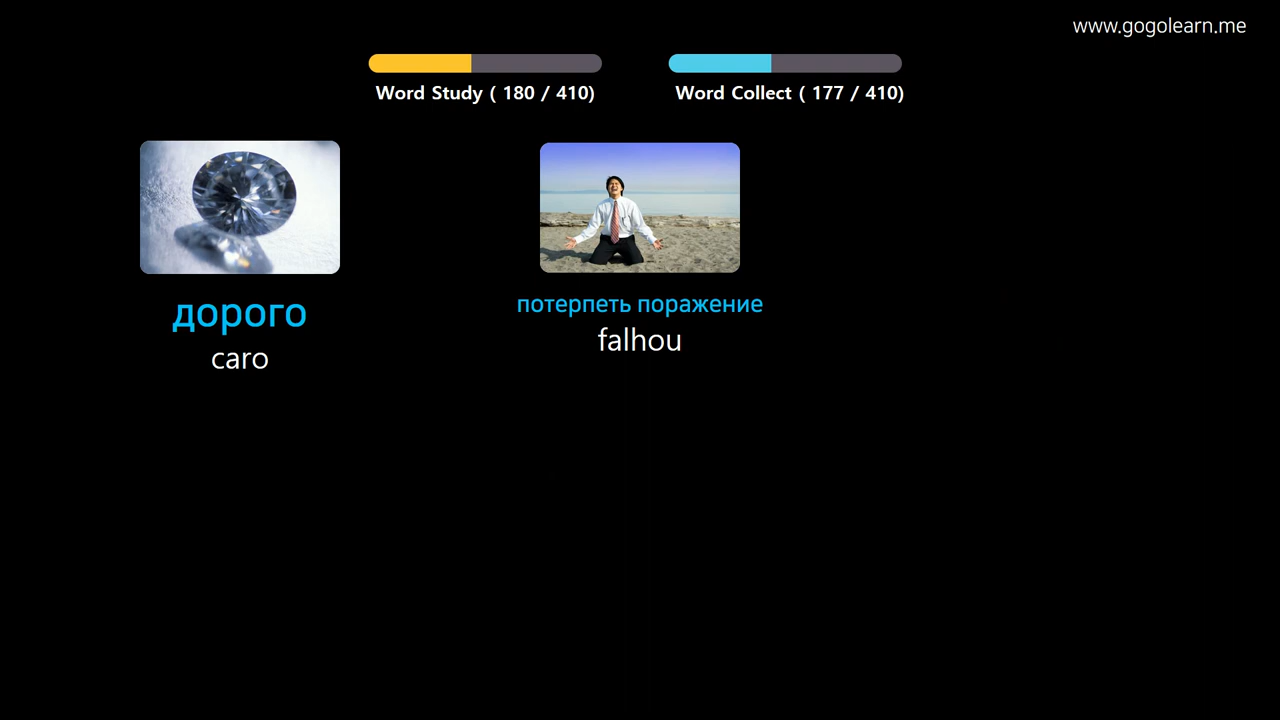 www.gogolearn.me
Word Study ( 180 / 410)
Word Collect ( 177 / 410)
дорого
caro
потерпеть поражение
falhou